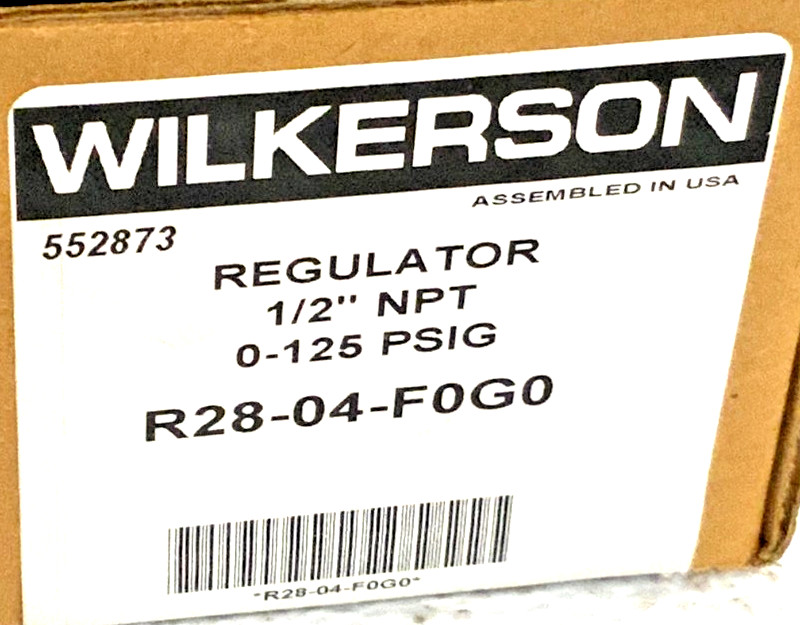 WILKERSON
ASSEMBLED IN USA
552873
REGULATOR
1/2" NPT
0-125 PSIG
R28-04-F0G0
*R28-04-F0G0*